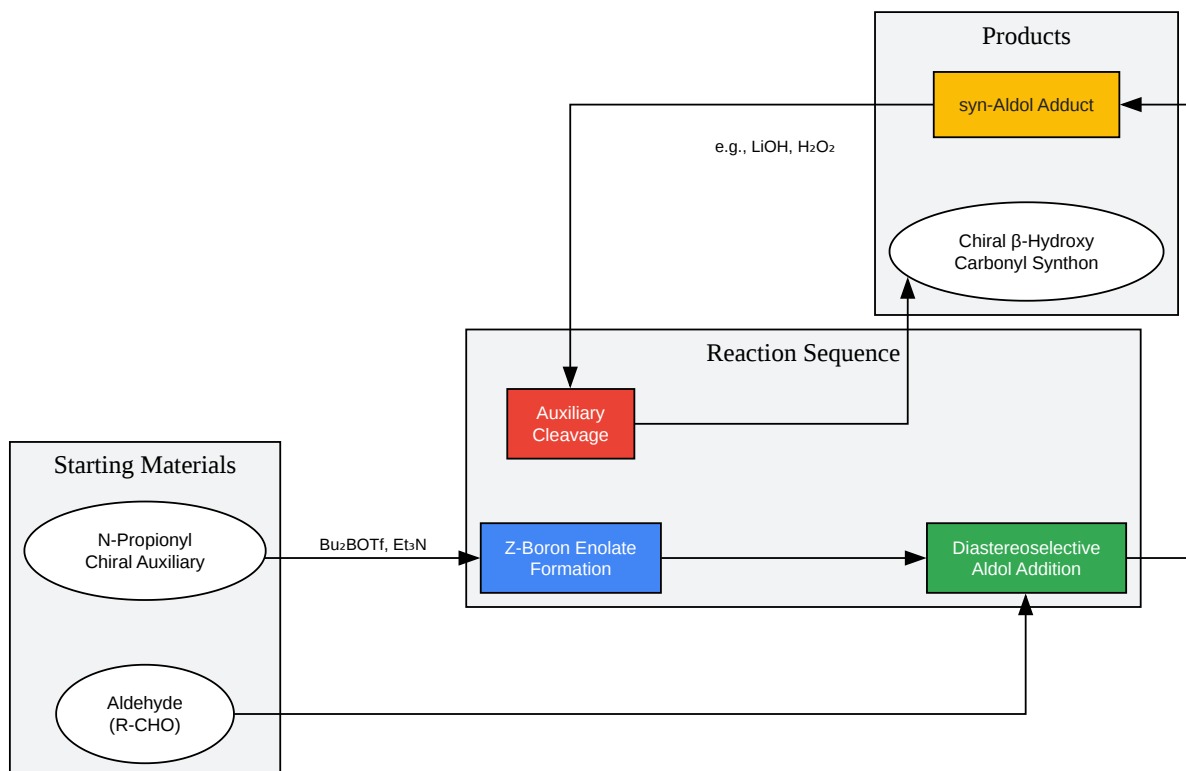 Products
syn-Aldol Adduct
e.g., LiOH, H₂O₂
Chiral β-Hydroxy
Carbonyl Synthon
Reaction Sequence
Auxiliary
Cleavage
Starting Materials
N-Propionyl
Chiral Auxiliary
Bu₂BOTf, Et₃N
Z-Boron Enolate
Formation
Diastereoselective
Aldol Addition
Aldehyde
(R-CHO)